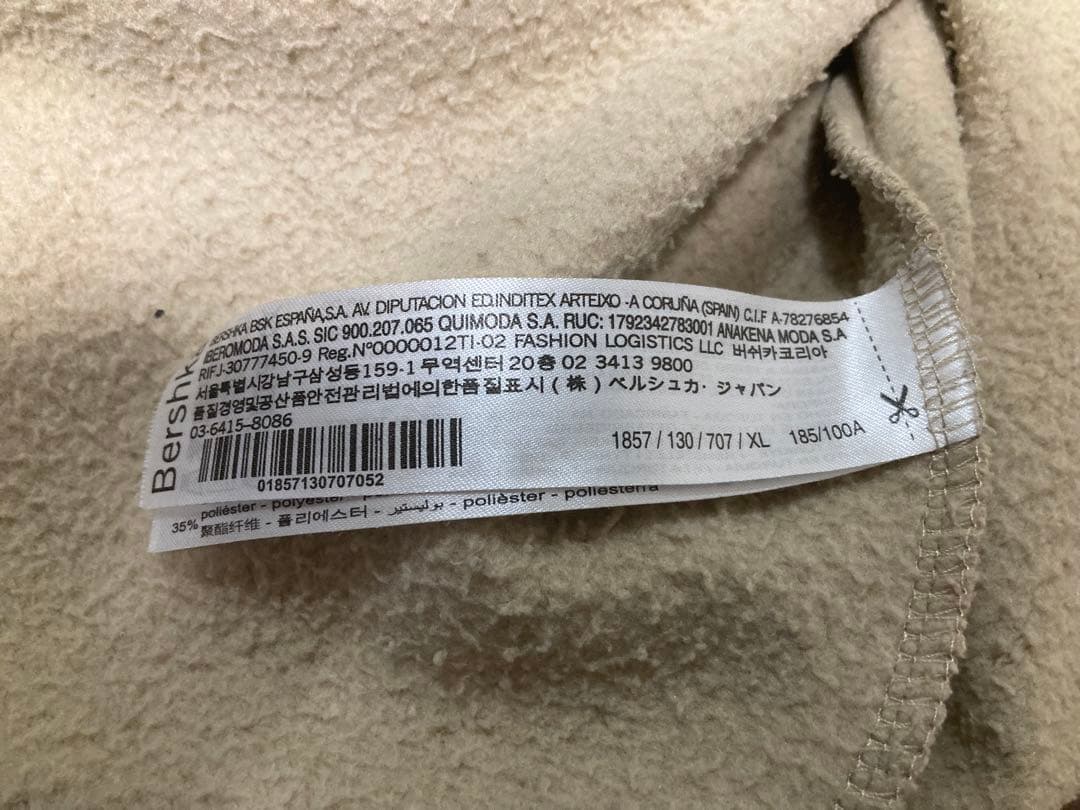 Bershk
BERSHKA BSK ESPAÑA,S.A. AV. DIPUTACION ED.INDITEX ARTEIXO -A CORUÑA (SPAIN) C.I.F A-78276854
IBEROMODA S.A.S. SIC 900.207.065 QUIMODA S.A. RUC: 1792342783001 ANAKENA MODA S.A
RIFJ-30777450-9 Reg.N°0000012TI-02 FASHION LOGISTICS LLC 버쉬카코리아
서울특별시강남구삼성동159-1 무역센터 20층 02 3413 9800
품질경영및공산품안전관리법에의한품질표시 (株) ベルシュカ・ジャパン
03-6415-8086
1857 / 130 / 707 / XL 185/100A
01857130707052
poliéster - polyester - polièster - poliesterra
35% 聚酯纤维 - 폴리에스터 - بوليستير